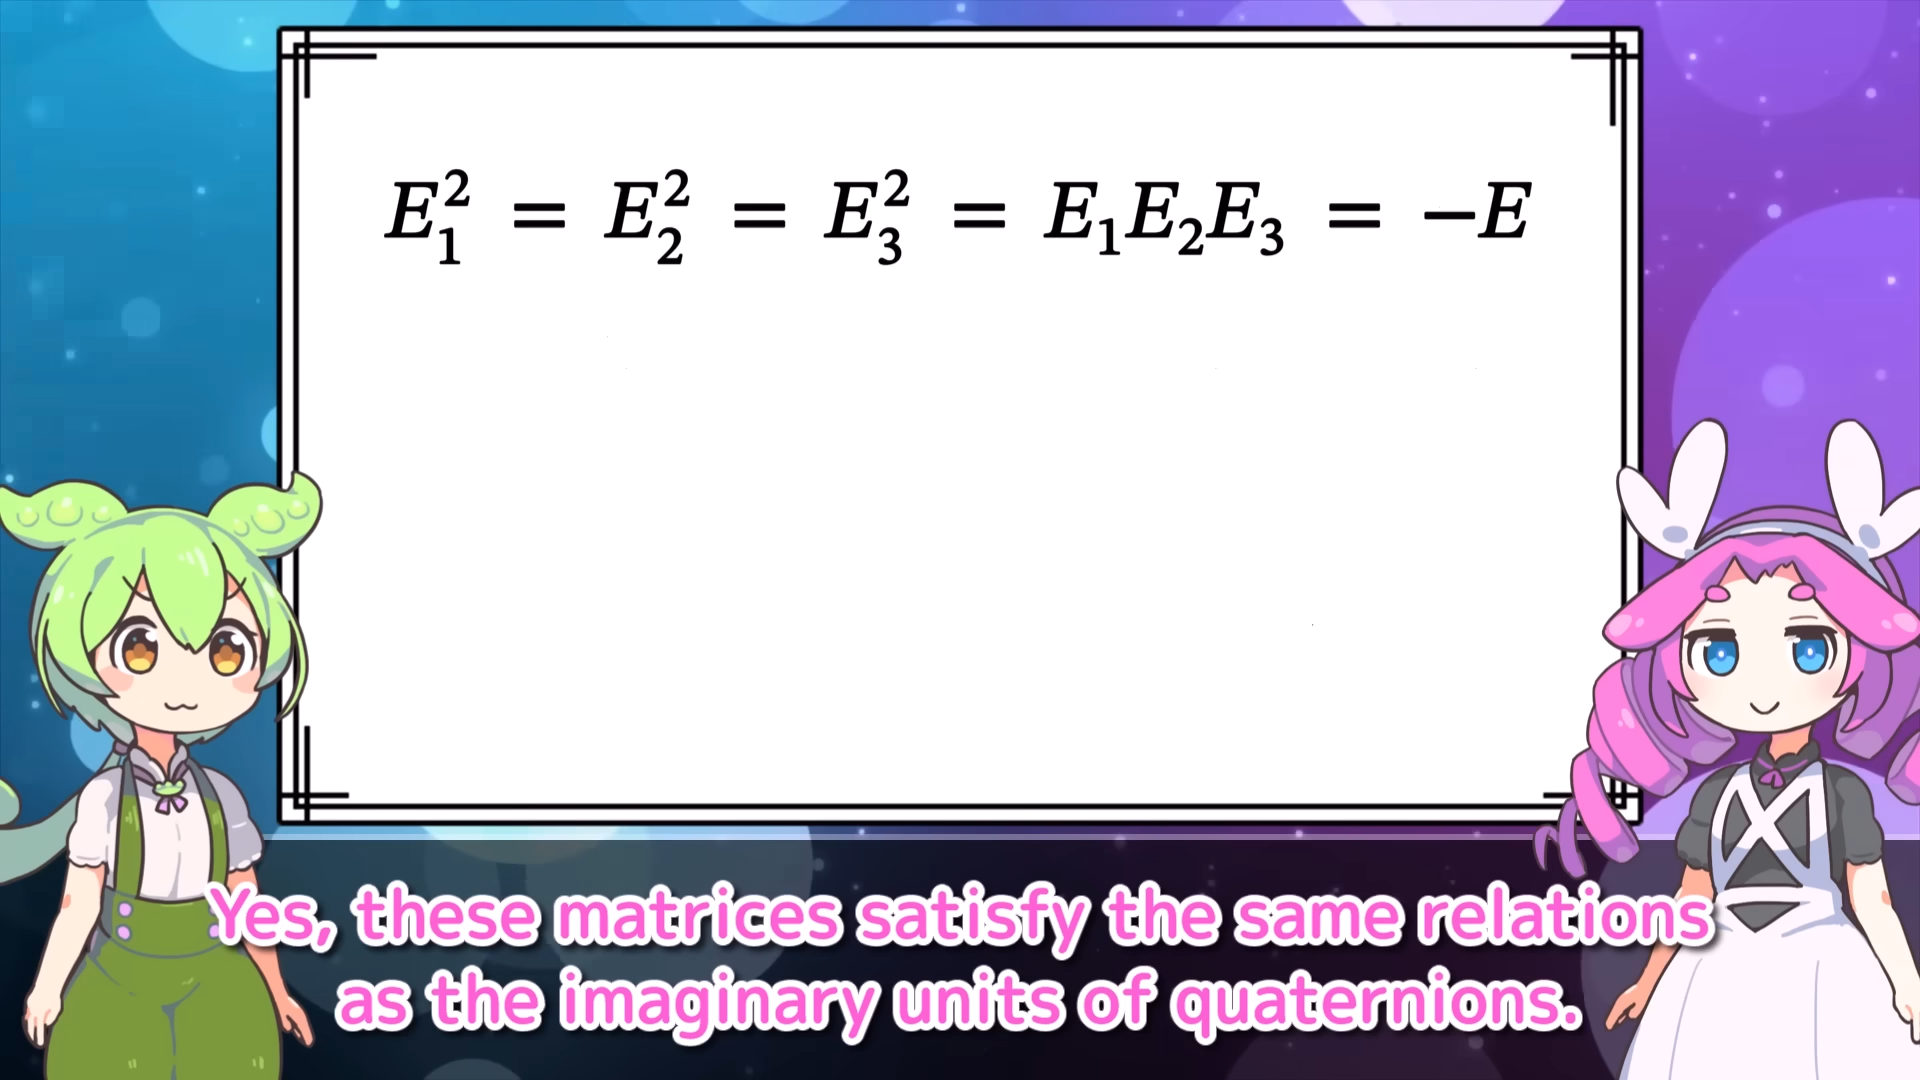 E₁² = E₂² = E₃² = E₁E₂E₃ = −E
Yes, these matrices satisfy the same relations
as the imaginary units of quaternions.